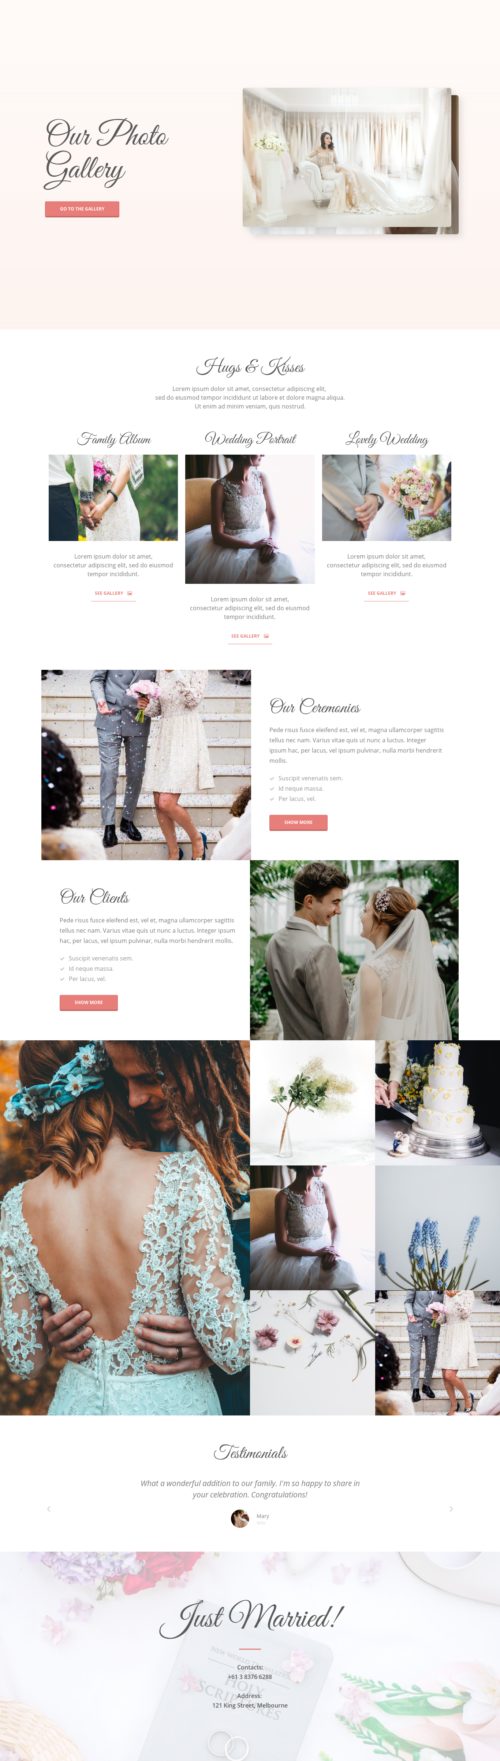 Our Photo
Gallery
GO TO THE GALLERY
Hugs & Kisses
Lorem ipsum dolor sit amet, consectetur adipiscing elit,
sed do eiusmod tempor incididunt ut labore et dolore magna aliqua.
Ut enim ad minim veniam, quis nostrud.
Family Album
Lorem ipsum dolor sit amet,
consectetur adipiscing elit, sed do eiusmod
tempor incididunt.
SEE GALLERY
Wedding Portrait
Lorem ipsum dolor sit amet,
consectetur adipiscing elit, sed do eiusmod
tempor incididunt.
SEE GALLERY
Lovely Wedding
Lorem ipsum dolor sit amet,
consectetur adipiscing elit, sed do eiusmod
tempor incididunt.
SEE GALLERY
Our Ceremonies
Pede risus fusce eleifend est, vel et, magna ullamcorper sagittis
tellus nec nam. Varius vitae quis ut nunc a luctus. Integer
ipsum hac, per lacus, vel ipsum pulvinar, nulla morbi hendrerit
mollis.
Suscipit venenatis sem.
Id neque massa.
Per lacus, vel.
SHOW MORE
Our Clients
Pede risus fusce eleifend est, vel et, magna ullamcorper sagittis
tellus nec nam. Varius vitae quis ut nunc a luctus. Integer ipsum
hac, per lacus, vel ipsum pulvinar, nulla morbi hendrerit mollis.
Suscipit venenatis sem.
Id neque massa.
Per lacus, vel.
SHOW MORE
Testimonials
What a wonderful addition to our family. I'm so happy to share in
your celebration. Congratulations!
Mary
Just Married!
Contacts:
+61 3 8376 6288
Address:
121 King Street, Melbourne
HOLY
SCRIPTURES